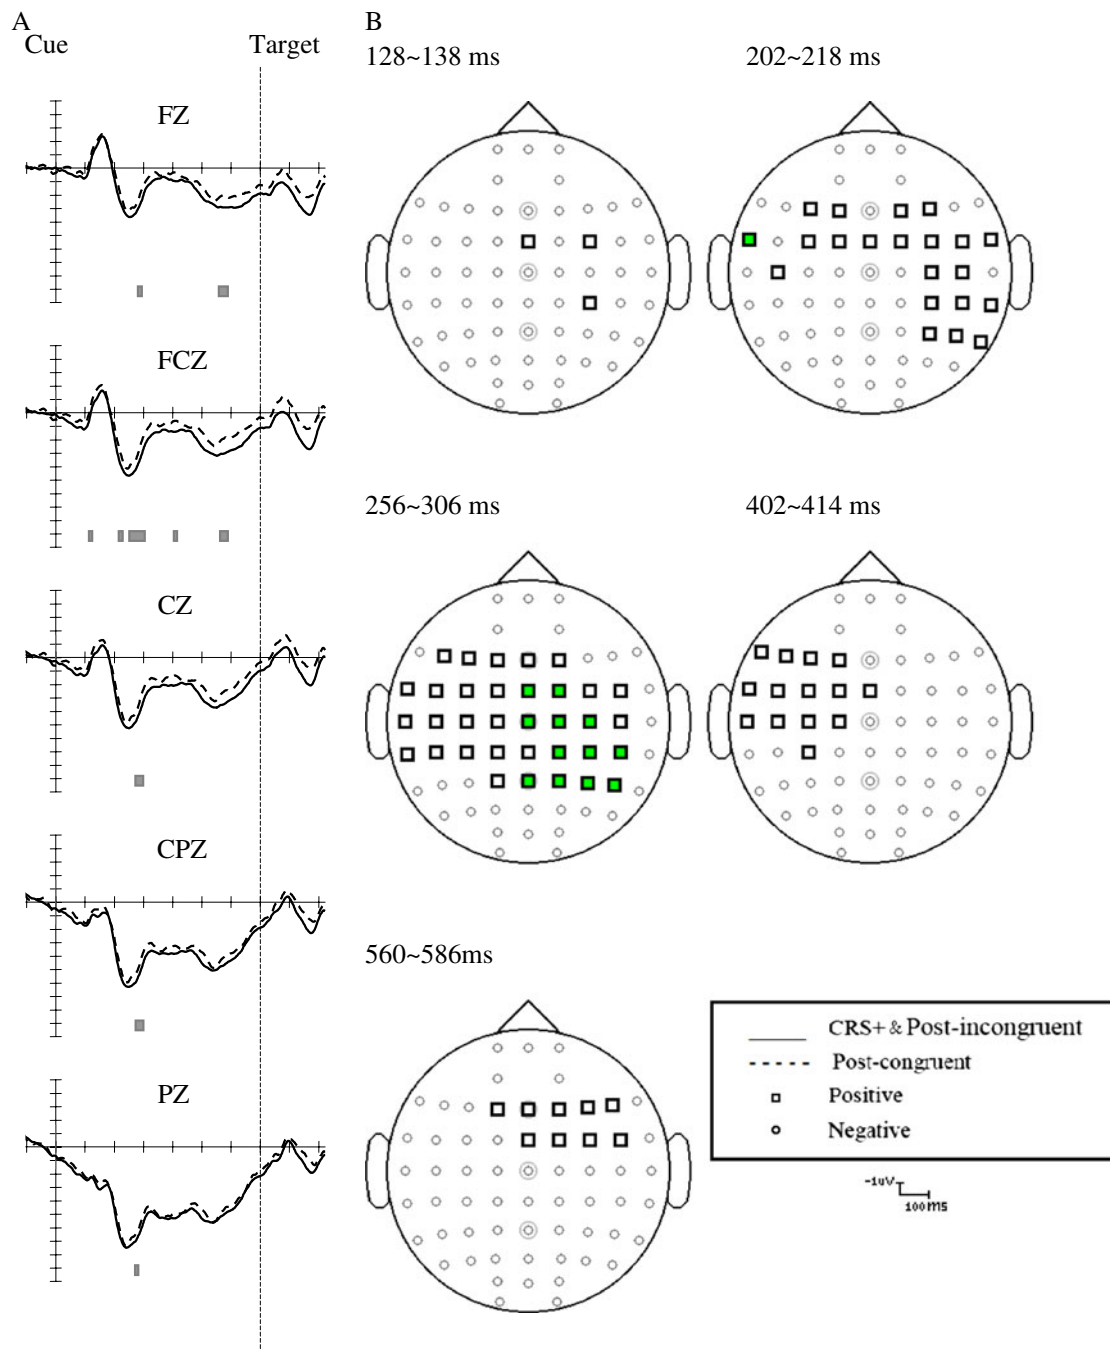 A
B
Cue
Target
128~138 ms
202~218 ms
FZ
FCZ
256~306 ms
402~414 ms
CZ
CPZ
560~586ms
PZ
CRS+ & Post-incongruent
Post-congruent
Positive
Negative
-1uV
100ms